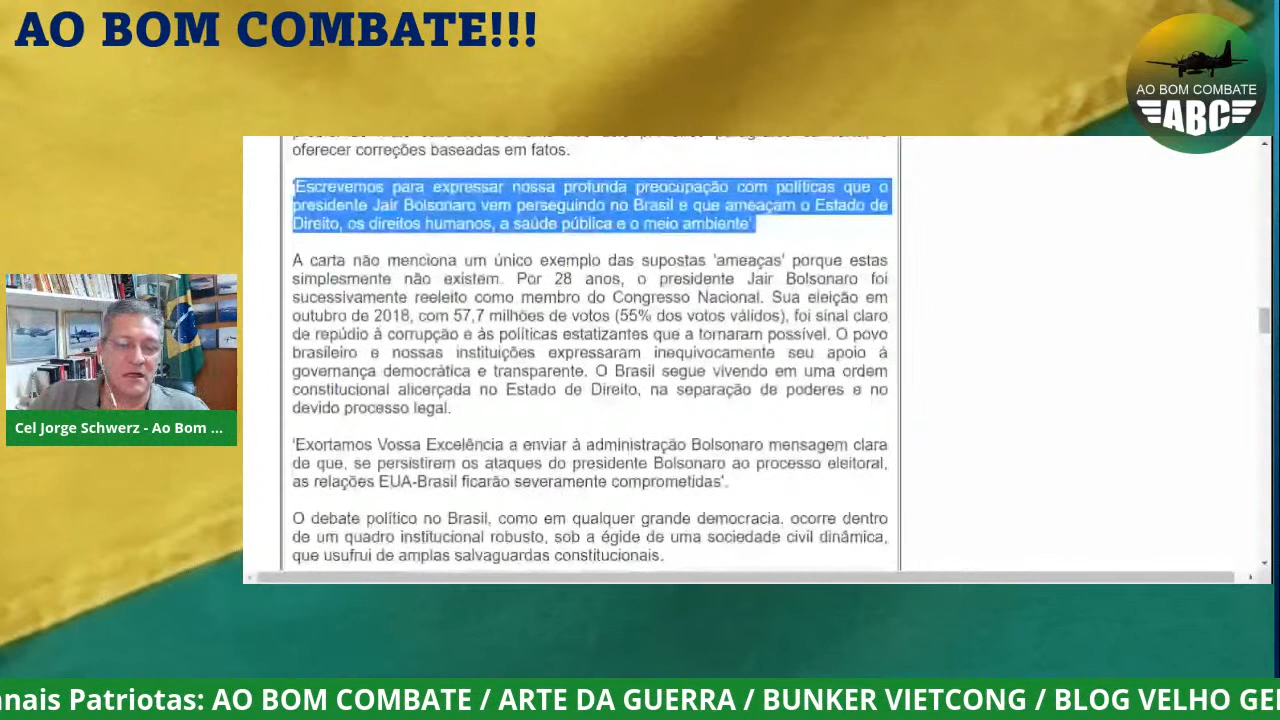 AO BOM COMBATE!!!
AO BOM COMBATE
ABC
oferecer correções baseadas em fatos.
'Escrevemos para expressar nossa profunda preocupação com políticas que o
presidente Jair Bolsonaro vem perseguindo no Brasil e que ameaçam o Estado de
Direito, os direitos humanos, a saúde pública e o meio ambiente'.
A carta não menciona um único exemplo das supostas 'ameaças' porque estas
simplesmente não existem. Por 28 anos, o presidente Jair Bolsonaro foi
sucessivamente reeleito como membro do Congresso Nacional. Sua eleição em
outubro de 2018, com 57,7 milhões de votos (55% dos votos válidos), foi sinal claro
de repúdio à corrupção e às políticas estatizantes que a tornaram possível. O povo
brasileiro e nossas instituições expressaram inequivocamente seu apoio à
governança democrática e transparente. O Brasil segue vivendo em uma ordem
constitucional alicerçada no Estado de Direito, na separação de poderes e no
devido processo legal.
'Exortamos Vossa Excelência a enviar à administração Bolsonaro mensagem clara
de que, se persistirem os ataques do presidente Bolsonaro ao processo eleitoral,
as relações EUA-Brasil ficarão severamente comprometidas'.
O debate político no Brasil, como em qualquer grande democracia, ocorre dentro
de um quadro institucional robusto, sob a égide de uma sociedade civil dinâmica,
que usufrui de amplas salvaguardas constitucionais.
Cel Jorge Schwerz - Ao Bom ...
anais Patriotas: AO BOM COMBATE / ARTE DA GUERRA / BUNKER VIETCONG / BLOG VELHO GE